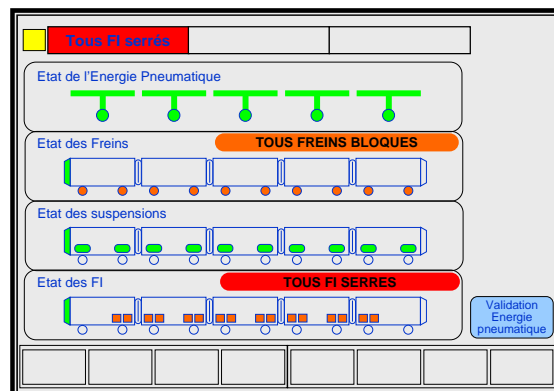 Tous FI serrés
Etat de l'Energie Pneumatique
Etat des Freins
TOUS FREINS BLOQUES
Etat des suspensions
Etat des FI
TOUS FI SERRES
Validation
Energie
pneumatique